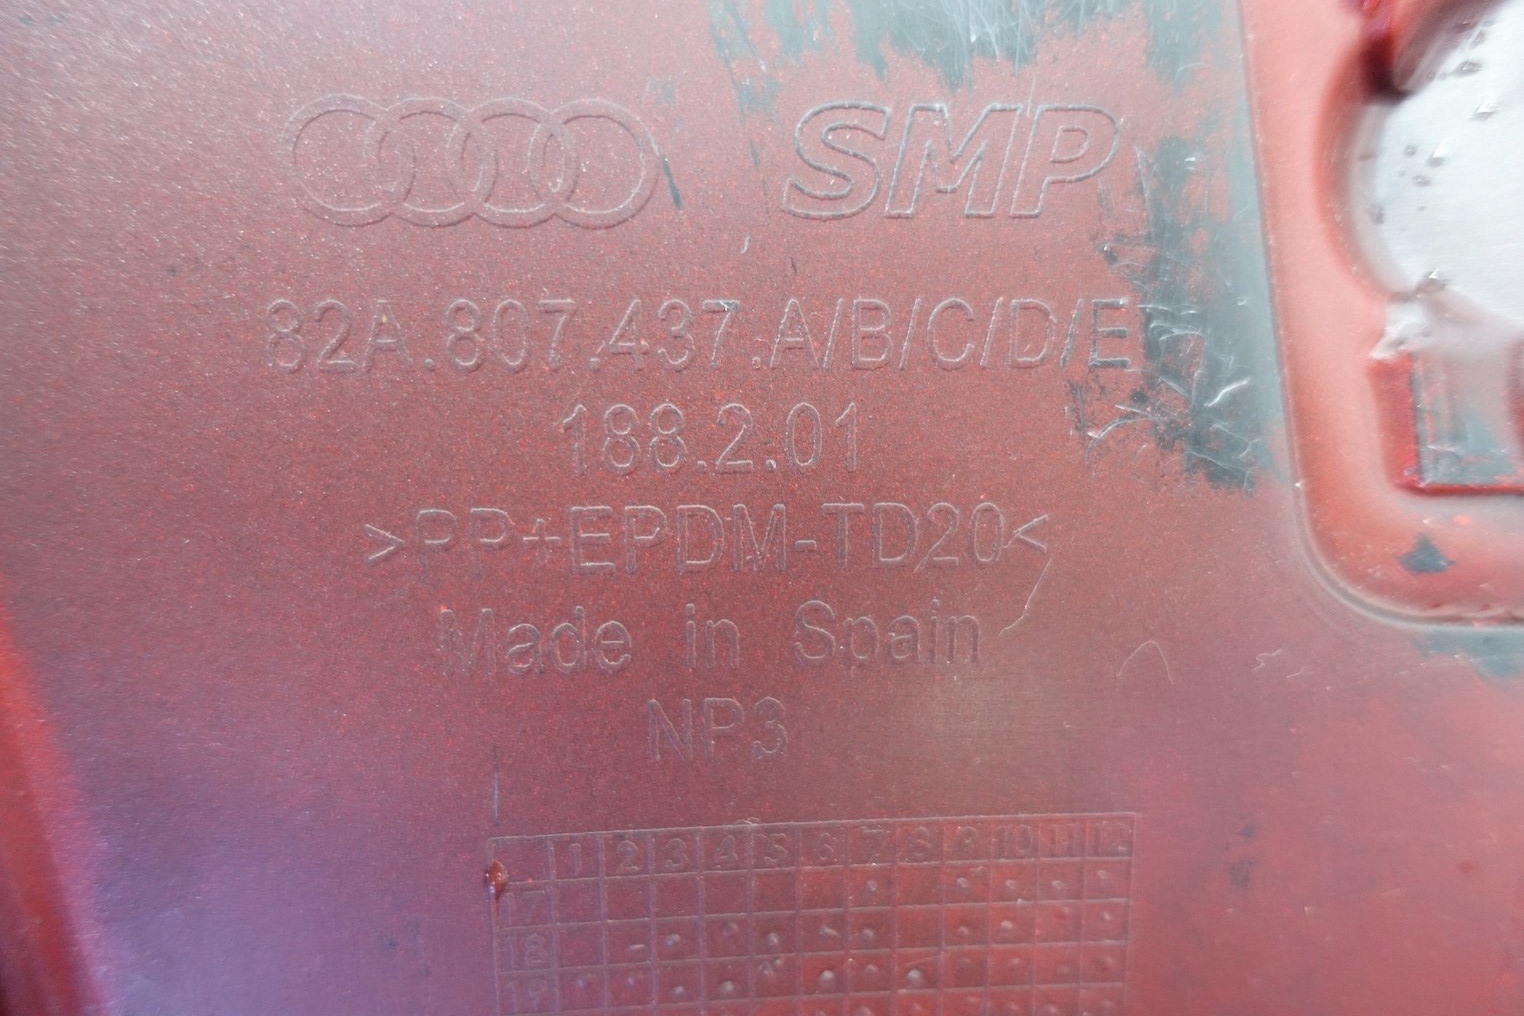 SMP
82A.807.437.A/B/C/D/E
188.2.01
>PP+EPDM-TD20<
Made in Spain
NP3
1 2 3 4 5 6 7 8 9 10 11 12
17
18
19